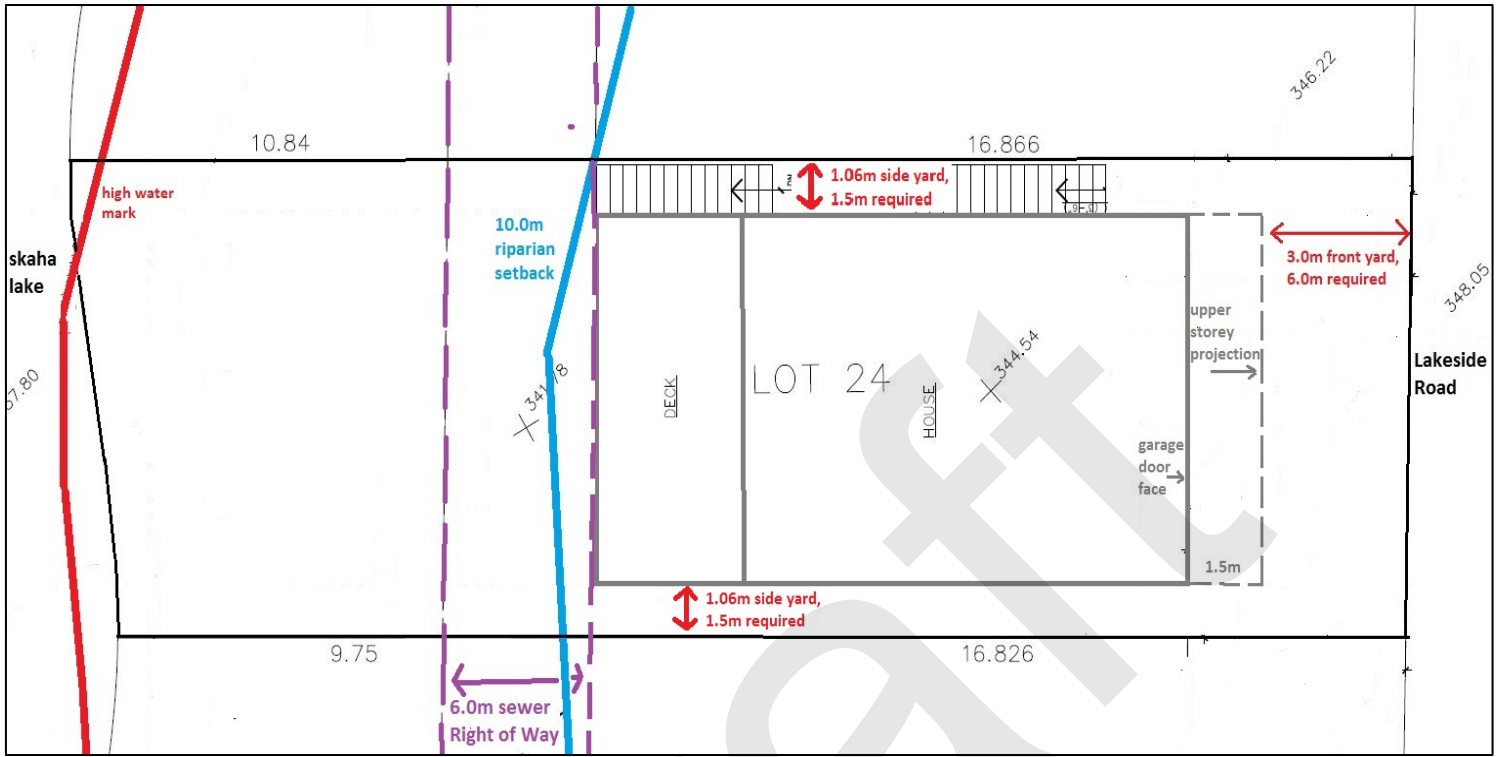 346.22
10.84
16.866
high water
mark
1.06m side yard,
1.5m required
10.0m
riparian
setback
skaha
lake
3.0m front yard,
6.0m required
348.05
upper
storey
projection
Lakeside
Road
344.54
LOT 24
DECK
HOUSE
garage
door
face
1.5m
1.06m side yard,
1.5m required
9.75
16.826
6.0m sewer
Right of Way